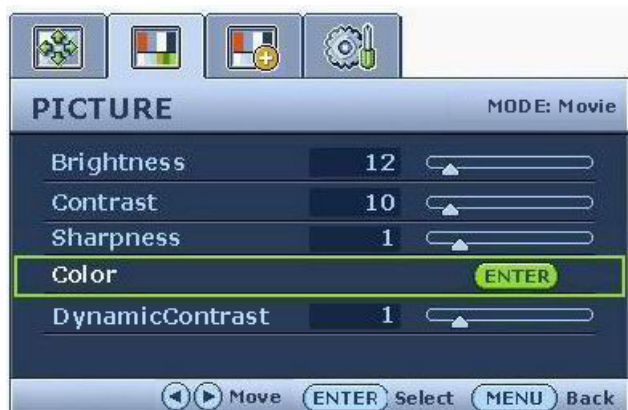 PICTURE MODE: Movie
Brightness 12
Contrast 10
Sharpness 1
Color ENTER
DynamicContrast 1
Move ENTER Select MENU Back